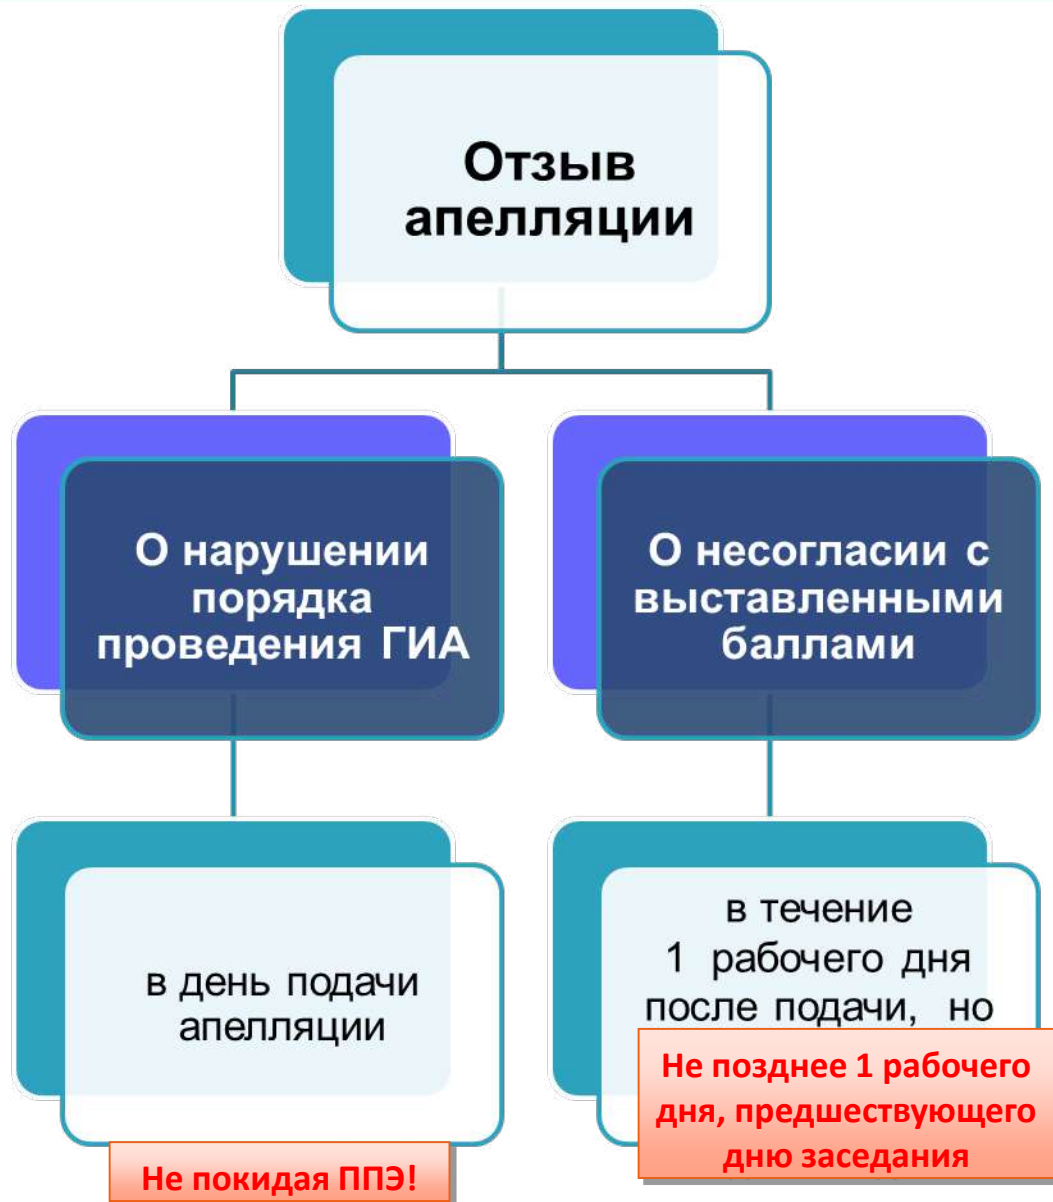 Отзыв
апелляции
О нарушении
порядка
проведения ГИА
О несогласии с
выставленными
баллами
в день подачи
апелляции
в течение
1 рабочего дня
после подачи, но
Не позднее 1 рабочего
дня, предшествующего
дню заседания
Не покидая ППЭ!